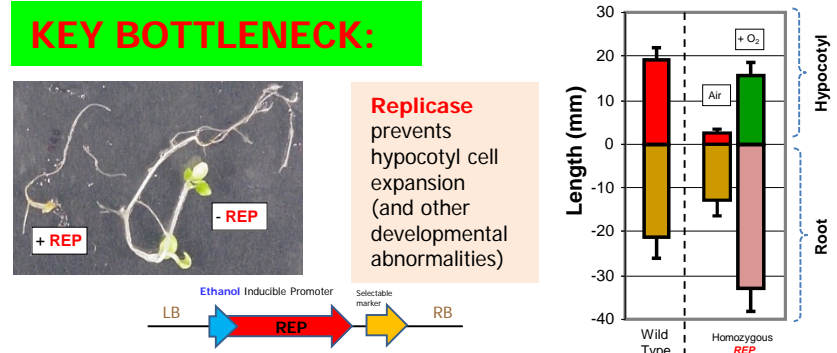 KEY BOTTLENECK:
+ REP
- REP
Replicase
prevents
hypocotyl cell
expansion
(and other
developmental
abnormalities)
Ethanol Inducible Promoter
Selectable
marker
LB
RB
REP
30
20
10
0
-10
-20
-30
-40
Length (mm)
Air
+ O₂
Hypocotyl
Root
Wild
Type
Homozygous
REP